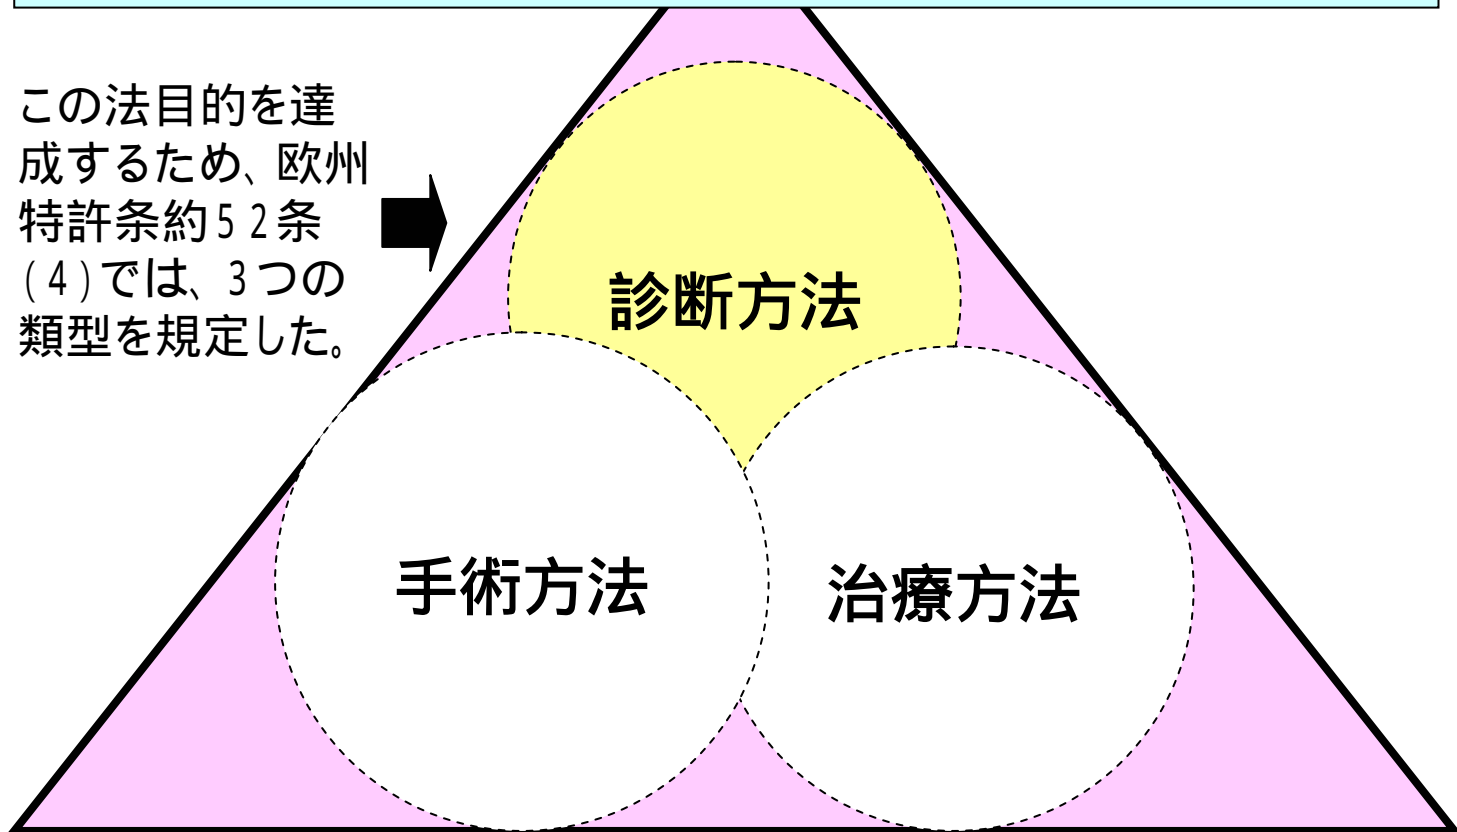 この法目的を達
成するため、欧州
特許条約５２条
(４)では、３つの
類型を規定した。
診断方法
手術方法
治療方法